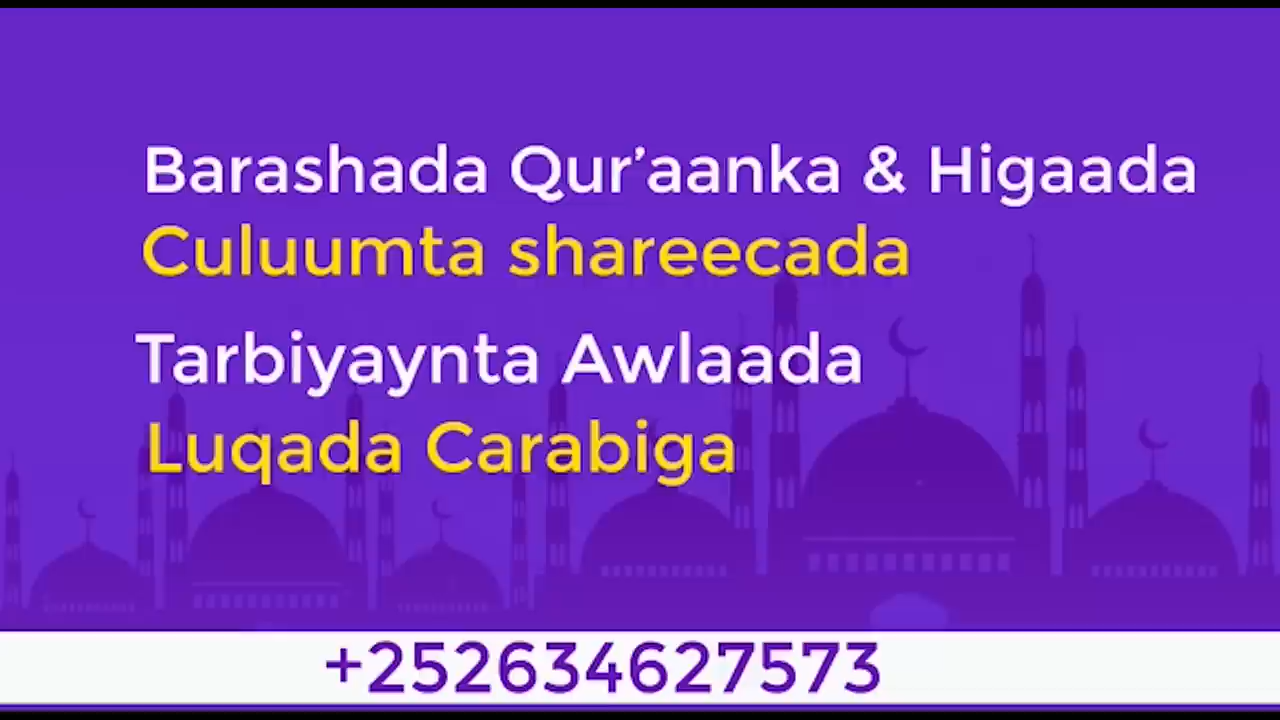 Barashada Qur’aanka & Higaada
Culuumta shareecada
Tarbiyaynta Awlaada
Luqada Carabiga
+252634627573